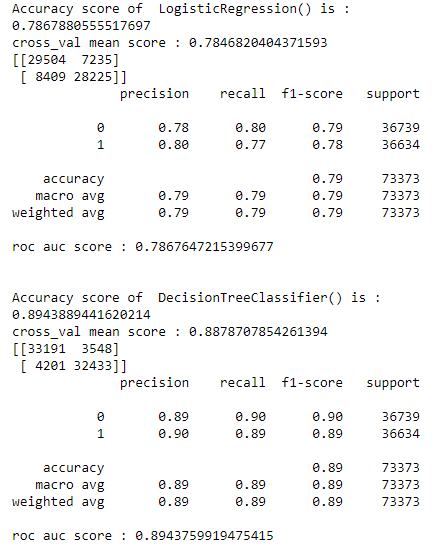 Accuracy score of  LogisticRegression() is :
0.7867880555517697
cross_val mean score : 0.7846820404371593
[[29504  7235]
 [ 8409 28225]]
              precision    recall  f1-score   support

           0       0.78      0.80      0.79     36739
           1       0.80      0.77      0.78     36634

    accuracy                           0.79     73373
   macro avg       0.79      0.79      0.79     73373
weighted avg       0.79      0.79      0.79     73373

roc auc score : 0.7867647215399677


Accuracy score of  DecisionTreeClassifier() is :
0.8943889441620214
cross_val mean score : 0.8878707854261394
[[33191  3548]
 [ 4201 32433]]
              precision    recall  f1-score   support

           0       0.89      0.90      0.90     36739
           1       0.90      0.89      0.89     36634

    accuracy                           0.89     73373
   macro avg       0.89      0.89      0.89     73373
weighted avg       0.89      0.89      0.89     73373

roc auc score : 0.8943759919475415